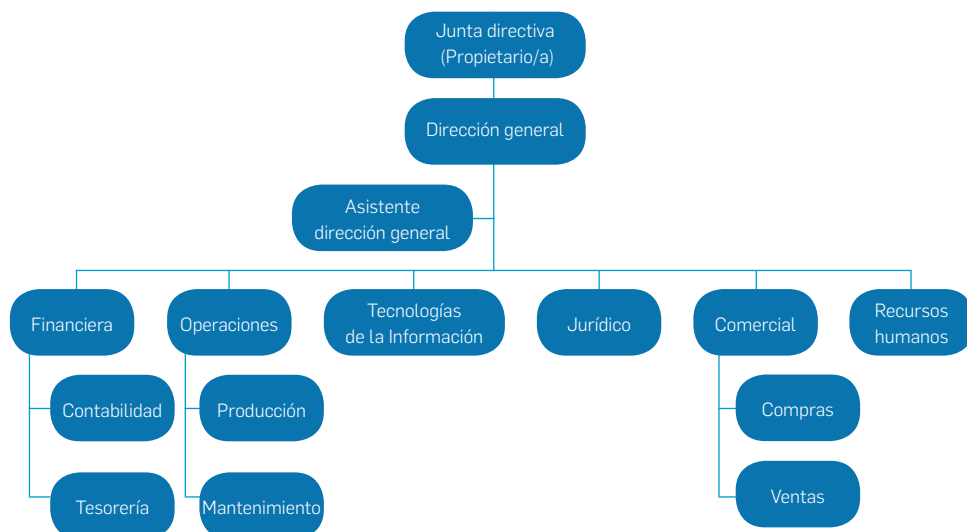 Junta directiva
(Propietario/a)
Dirección general
Asistente
dirección general
Financiera
Operaciones
Tecnologías
de la Información
Jurídico
Comercial
Recursos
humanos
Contabilidad
Producción
Compras
Tesorería
Mantenimiento
Ventas